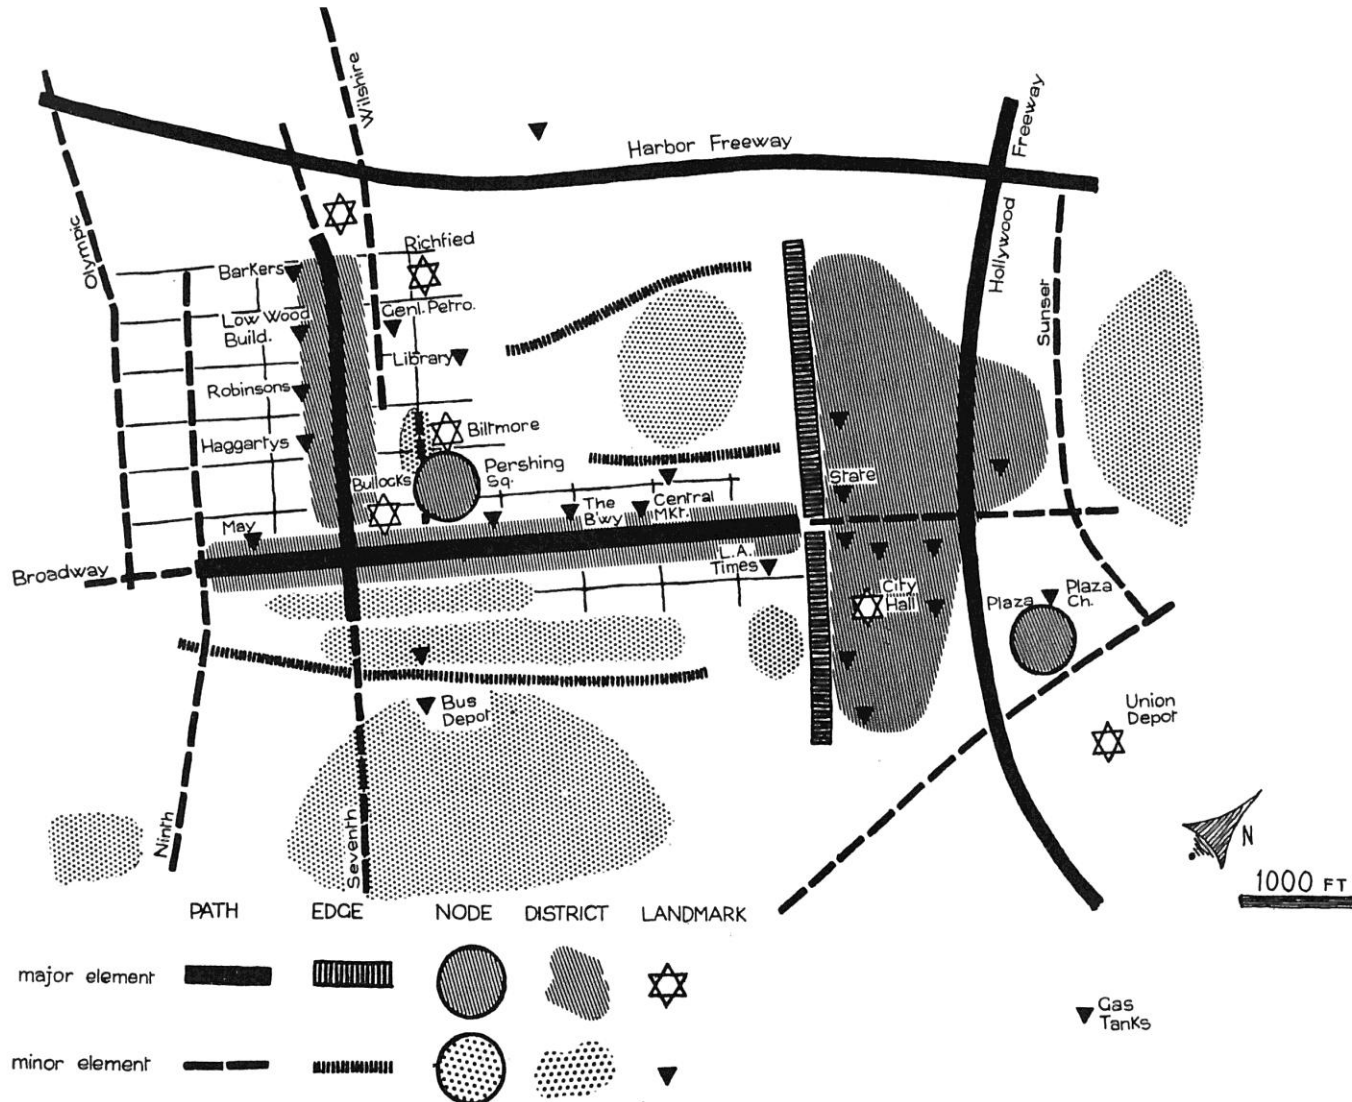 Wilshire
Freeway
Harbor Freeway
Olympic
Hollywood
Sunset
Richfied
Barkers
Genl. Petro.
Low Wood
Build.
Library
Robinsons
Biltmore
Haggartys
Pershing
Sq.
Bullocks
State
The
B'wy
Central
Mkt.
May
L.A.
Times
Broadway
City
Hall
Plaza
Plaza
Ch.
Bus
Depot
Union
Depot
Ninth
Seventh
N
1000 FT
PATH EDGE NODE DISTRICT LANDMARK
major element
minor element
Gas
Tanks